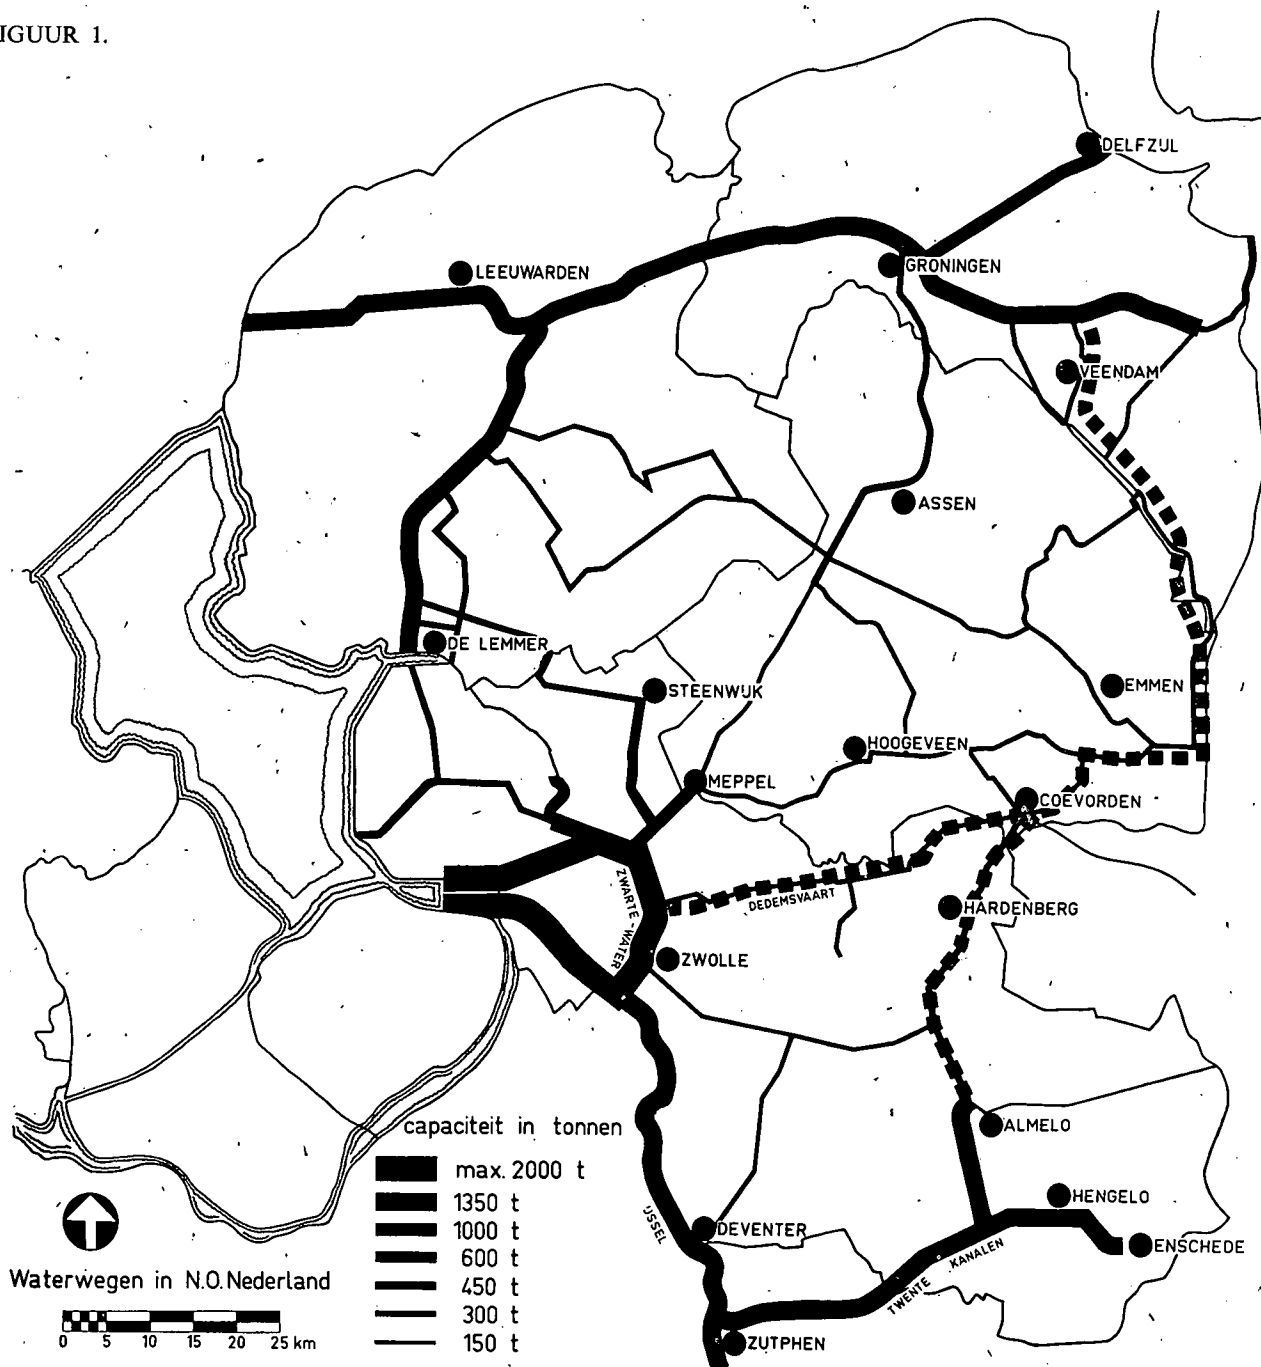 IGUUR 1.
DELFZIJL
LEEUWARDEN
GRONINGEN
VEENDAM
ASSEN
DE LEMMER
STEENWIJK
EMMEN
HOOGEVEEN
MEPPEL
COEVORDEN
ZWARTE-WATER
DEDEMSVAART
HARDENBERG
ZWOLLE
ALMELO
capaciteit in tonnen
max. 2000 t
1350 t
1000 t
600 t
450 t
300 t
150 t
HENGELO
IJSSEL
DEVENTER
ENSCHEDE
TWENTE KANALEN
ZUTPHEN
Waterwegen in N.O. Nederland
0 5 10 15 20 25 km